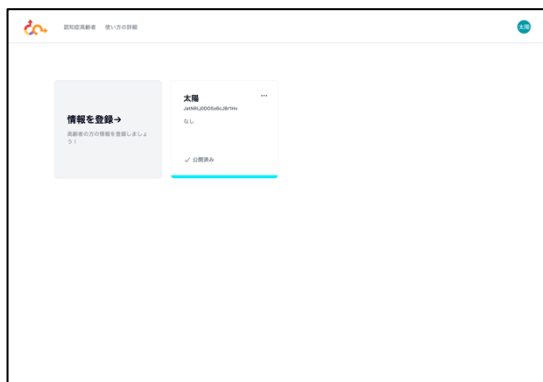 認知症高齢者 使い方の詳細
太陽
情報を登録→
高齢者の方の情報を登録しましょ
う！
太陽
なし
公開済み